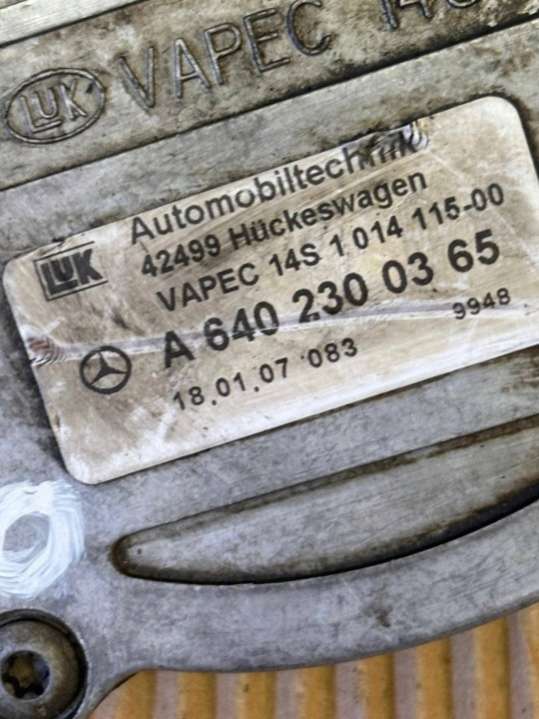 LUK VAPEC 14S
Automobiltechnik
LUK 42499 Hückeswagen
VAPEC 14S 1 014 115-00
A 640 230 03 65
18.01.07 083 9948